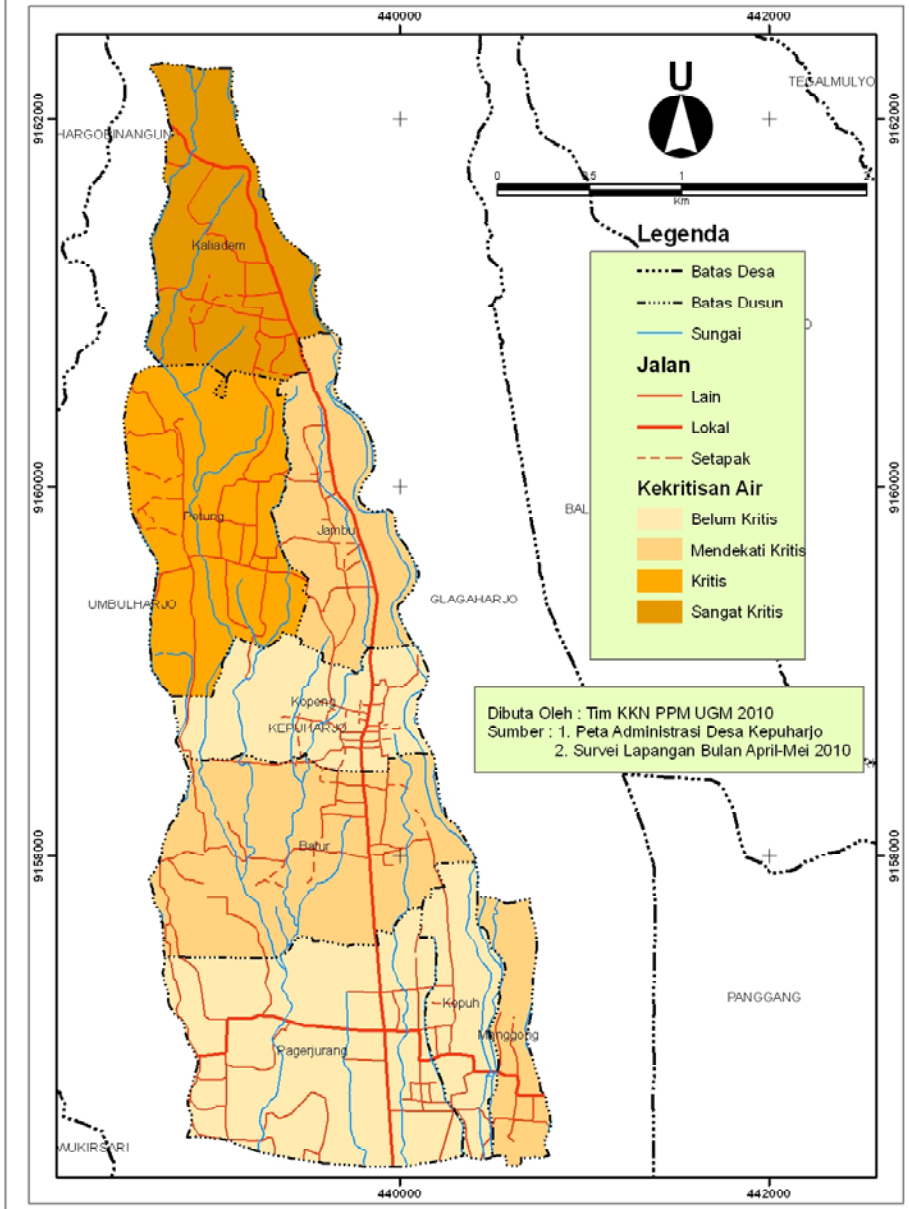 440000
442000
U
TEGALMULYO
9162000
9162000
HARGOBINANGUN
0
0.5
1
2
Km
Legenda
Kaliadem
Batas Desa
Batas Dusun
Sungai
Jalan
Lain
Lokal
Setapak
9160000
9160000
Kekritisan Air
BAL
Petung
Jambu
Belum Kritis
Mendekati Kritis
Kritis
UMBULHARJO
GLAGAHARJO
Sangat Kritis
Kopeng
KEPUHARJO
Dibuta Oleh : Tim KKN PPM UGM 2010
Sumber : 1. Peta Administrasi Desa Kepuharjo
2. Survei Lapangan Bulan April-Mei 2010
9158000
9158000
Batur
Kopuh
PANGGANG
Manggong
Pagerjurang
WUKIRSARI
440000
442000